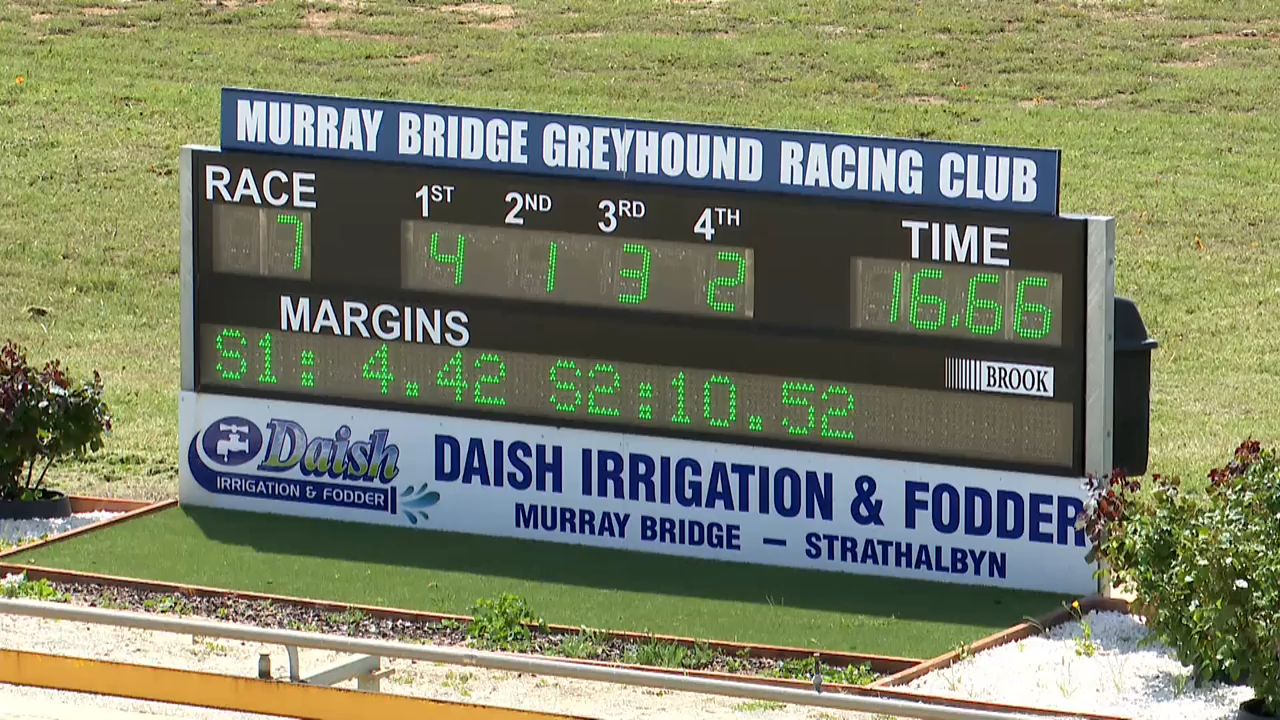 MURRAY BRIDGE GREYHOUND RACING CLUB
RACE 1ST 2ND 3RD 4TH TIME
7 4 1 3 2 16.66
MARGINS
S1: 4.42 S2:10.52
BROOK
Daish
IRRIGATION & FODDER
DAISH IRRIGATION & FODDER
MURRAY BRIDGE – STRATHALBYN